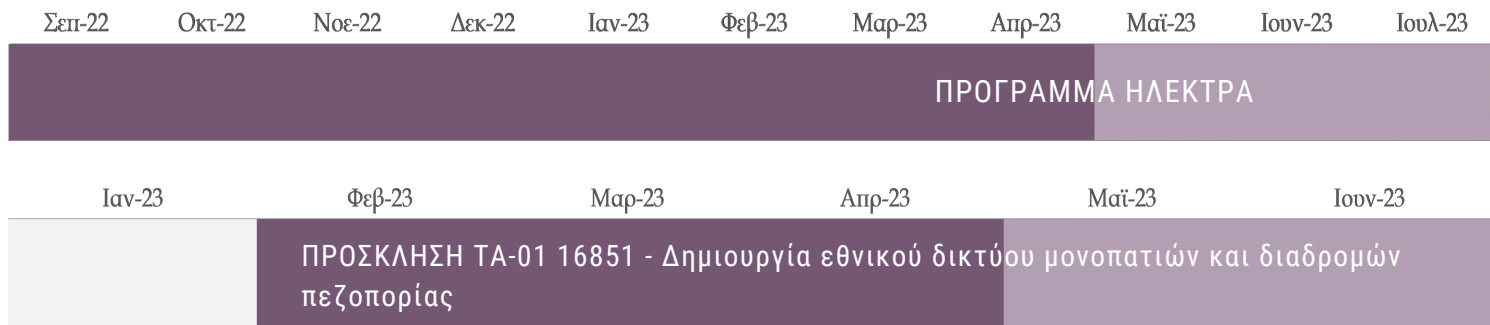 Σεπ-22 Οκτ-22 Νοε-22 Δεκ-22 Ιαν-23 Φεβ-23 Μαρ-23 Απρ-23 Μαϊ-23 Ιουν-23 Ιουλ-23
ΠΡΟΓΡΑΜΜΑ ΗΛΕΚΤΡΑ
Ιαν-23 Φεβ-23 Μαρ-23 Απρ-23 Μαϊ-23 Ιουν-23
ΠΡΟΣΚΛΗΣΗ ΤΑ-01 16851 - Δημιουργία εθνικού δικτύου μονοπατιών και διαδρομών
πεζοπορίας